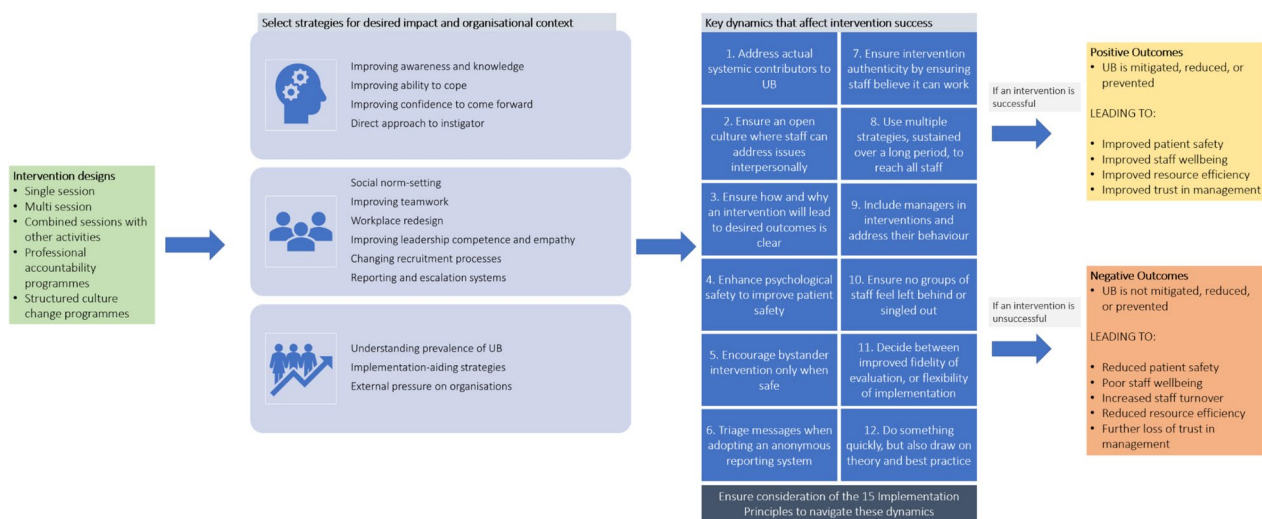 Intervention designs
• Single session
• Multi session
• Combined sessions with
other activities
• Professional
accountability
programmes
• Structured culture
change programmes
Select strategies for desired impact and organisational context
Improving awareness and knowledge
Improving ability to cope
Improving confidence to come forward
Direct approach to instigator
Social norm-setting
Improving teamwork
Workplace redesign
Improving leadership competence and empathy
Changing recruitment processes
Reporting and escalation systems
Understanding prevalence of UB
Implementation-aiding strategies
External pressure on organisations
Key dynamics that affect intervention success
1. Address actual
systemic contributors to
UB
2. Ensure an open
culture where staff can
address issues
interpersonally
3. Ensure how and why
an intervention will lead
to desired outcomes is
clear
4. Enhance psychological
safety to improve patient
safety
5. Encourage bystander
intervention only when
safe
6. Triage messages when
adopting an anonymous
reporting system
7. Ensure intervention
authenticity by ensuring
staff believe it can work
8. Use multiple
strategies, sustained
over a long period, to
reach all staff
9. Include managers in
interventions and
address their behaviour
10. Ensure no groups of
staff feel left behind or
singled out
11. Decide between
improved fidelity of
evaluation, or flexibility
of implementation
12. Do something
quickly, but also draw on
theory and best practice
Ensure consideration of the 15 Implementation
Principles to navigate these dynamics
If an intervention is
successful
Positive Outcomes
• UB is mitigated, reduced, or
prevented
LEADING TO:
• Improved patient safety
• Improved staff wellbeing
• Improved resource efficiency
• Improved trust in management
If an intervention is
unsuccessful
Negative Outcomes
• UB is not mitigated, reduced,
or prevented
LEADING TO:
• Reduced patient safety
• Poor staff wellbeing
• Increased staff turnover
• Reduced resource efficiency
• Further loss of trust in
management